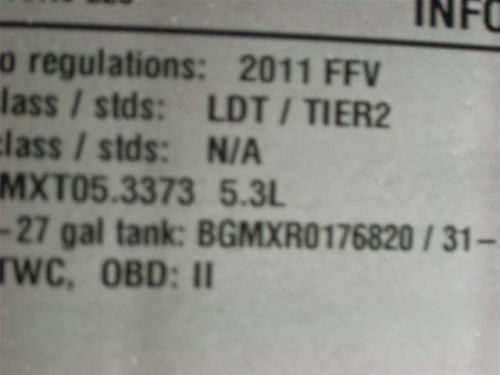 INFO
o regulations: 2011 FFV
lass / stds: LDT / TIER2
class / stds: N/A
MXT05.3373 5.3L
–27 gal tank: BGMXR0176820 / 31–
TWC, OBD: II